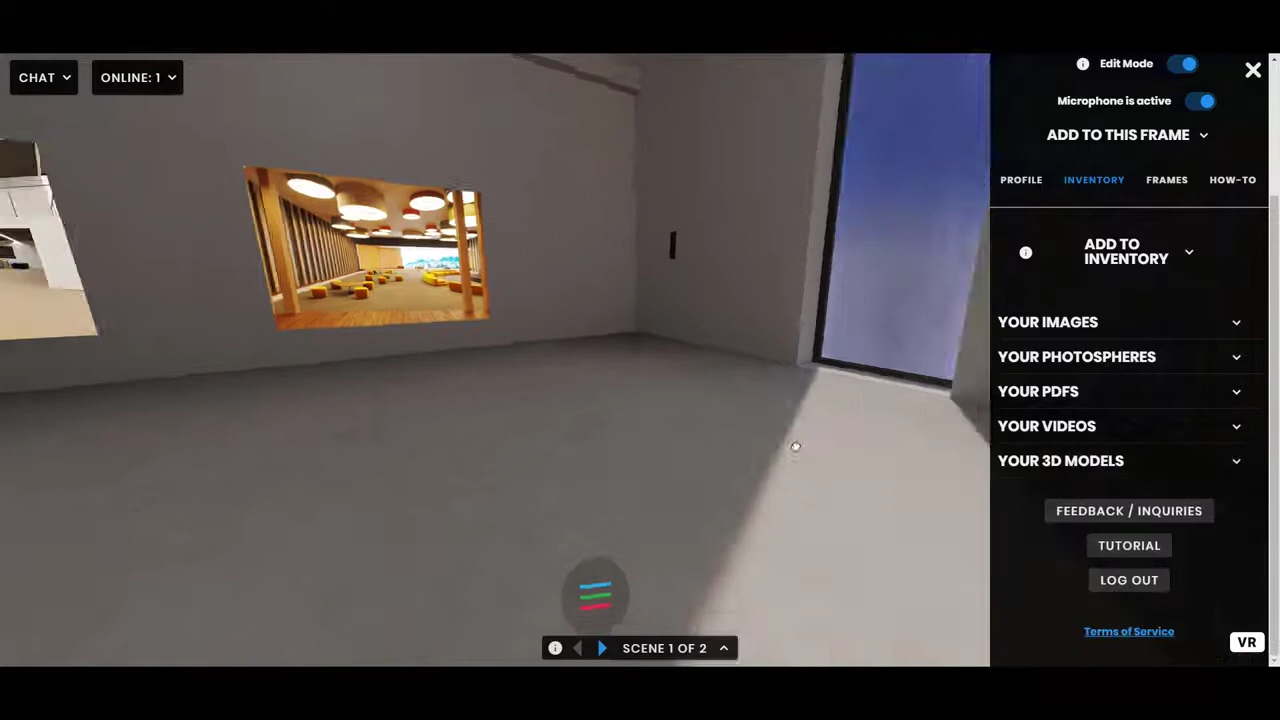 CHAT
ONLINE: 1
Edit Mode
Microphone is active
ADD TO THIS FRAME
PROFILE INVENTORY FRAMES HOW-TO
ADD TO
INVENTORY
YOUR IMAGES
YOUR PHOTOSPHERES
YOUR PDFS
YOUR VIDEOS
YOUR 3D MODELS
FEEDBACK / INQUIRIES
TUTORIAL
LOG OUT
Terms of Service
VR
SCENE 1 OF 2